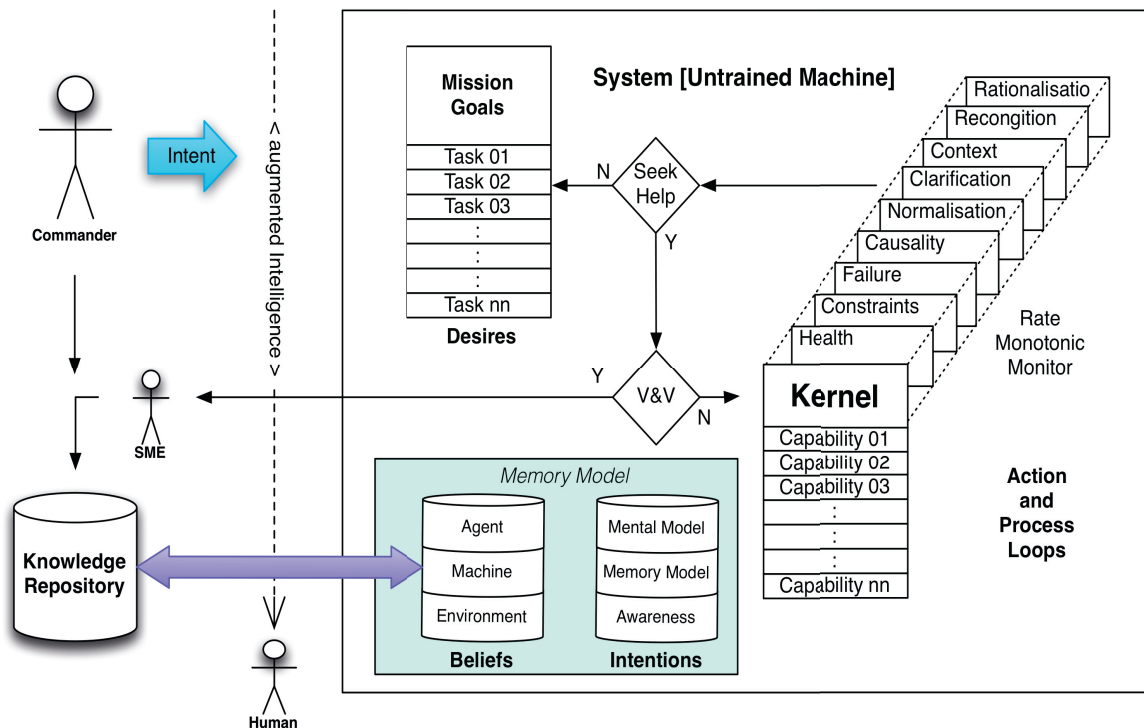 System [Untrained Machine]
Commander
Intent
< augmented Intelligence >
SME
Knowledge
Repository
Human
Mission
Goals
Task 01
Task 02
Task 03
:
:
:
Task nn
Desires
Seek
Help
N
Y
V&V
Y
N
Rationalisatio
Recongition
Context
Clarification
Normalisation
Causality
Failure
Constraints
Health
Rate
Monotonic
Monitor
Kernel
Capability 01
Capability 02
Capability 03
:
:
:
Capability nn
Action
and
Process
Loops
Memory Model
Agent
Machine
Environment
Beliefs
Mental Model
Memory Model
Awareness
Intentions